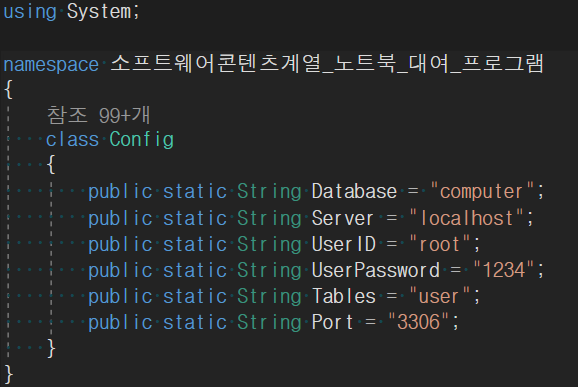 using System;
namespace 소프트웨어콘텐츠계열_노트북_대여_프로그램
{
참조 99+개
class Config
{
public static String Database = "computer";
public static String Server = "localhost";
public static String UserID = "root";
public static String UserPassword = "1234";
public static String Tables = "user";
public static String Port = "3306";
}
}